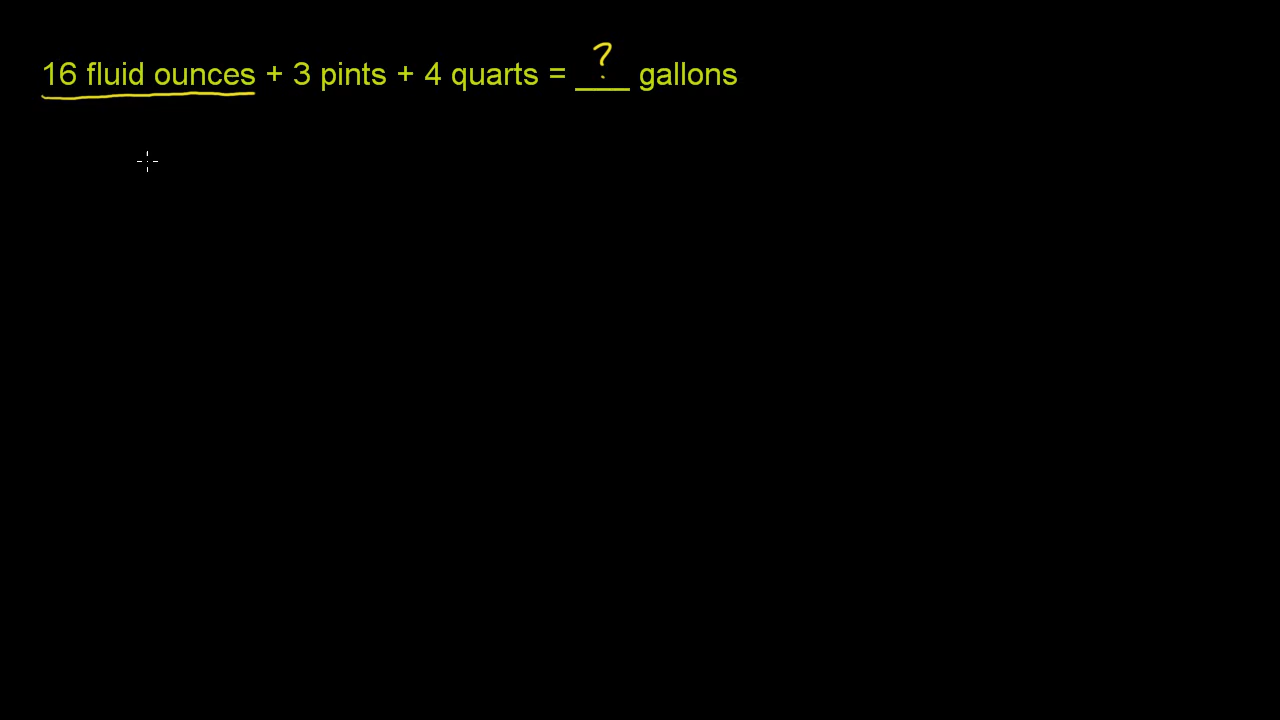 16 fluid ounces + 3 pints + 4 quarts = ? gallons